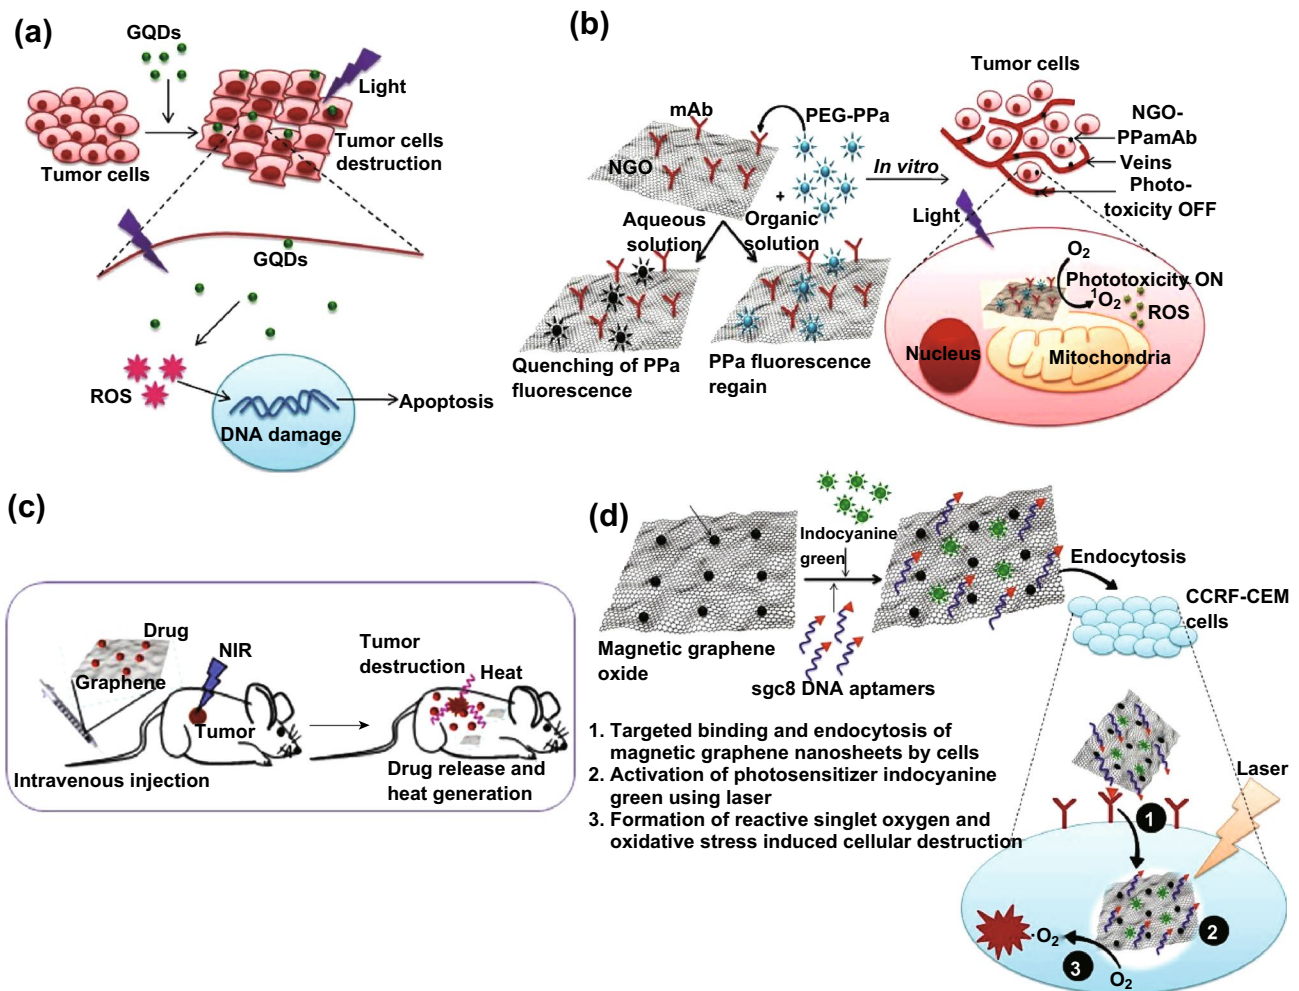 (a)
GQDs
Light
Tumor cells
Tumor cells
destruction
GQDs
ROS
DNA damage
Apoptosis
(b)
mAb
PEG-PPa
NGO
+
Aqueous
solution
Organic
solution
In vitro
Quenching of PPa
fluorescence
PPa fluorescence
regain
Tumor cells
NGO-
PPamAb
Veins
Photo-
toxicity OFF
Light
O2
Phototoxicity ON
1O2
ROS
Nucleus
Mitochondria
(c)
Drug
Graphene
NIR
Tumor
Intravenous injection
Tumor
destruction
Heat
Drug release and
heat generation
(d)
Indocyanine
green
Magnetic graphene
oxide
sgc8 DNA aptamers
Endocytosis
CCRF-CEM
cells
1. Targeted binding and endocytosis of
magnetic graphene nanosheets by cells
2. Activation of photosensitizer indocyanine
green using laser
3. Formation of reactive singlet oxygen and
oxidative stress induced cellular destruction
Laser
1
2
3
·O2
O2